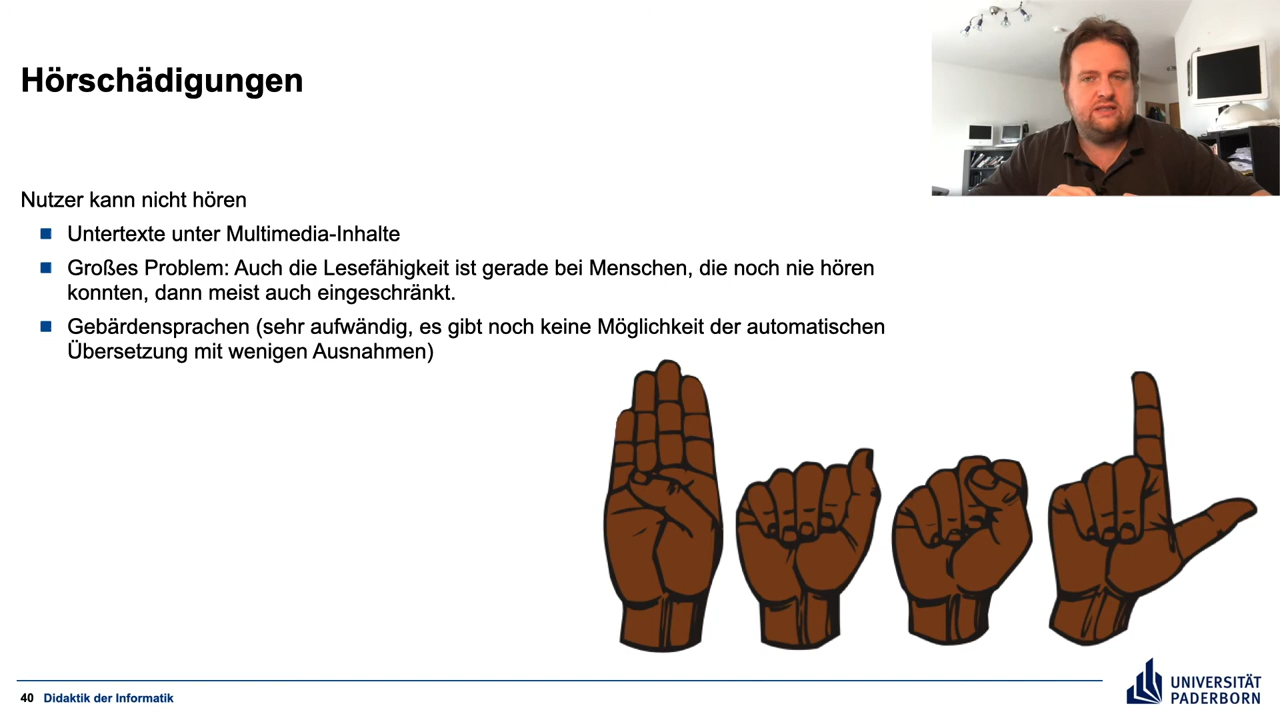 Hörschädigungen
Nutzer kann nicht hören
Untertexte unter Multimedia-Inhalte
Großes Problem: Auch die Lesefähigkeit ist gerade bei Menschen, die noch nie hören
konnten, dann meist auch eingeschränkt.
Gebärdensprachen (sehr aufwändig, es gibt noch keine Möglichkeit der automatischen
Übersetzung mit wenigen Ausnahmen)
40 Didaktik der Informatik
UNIVERSITÄT
PADERBORN